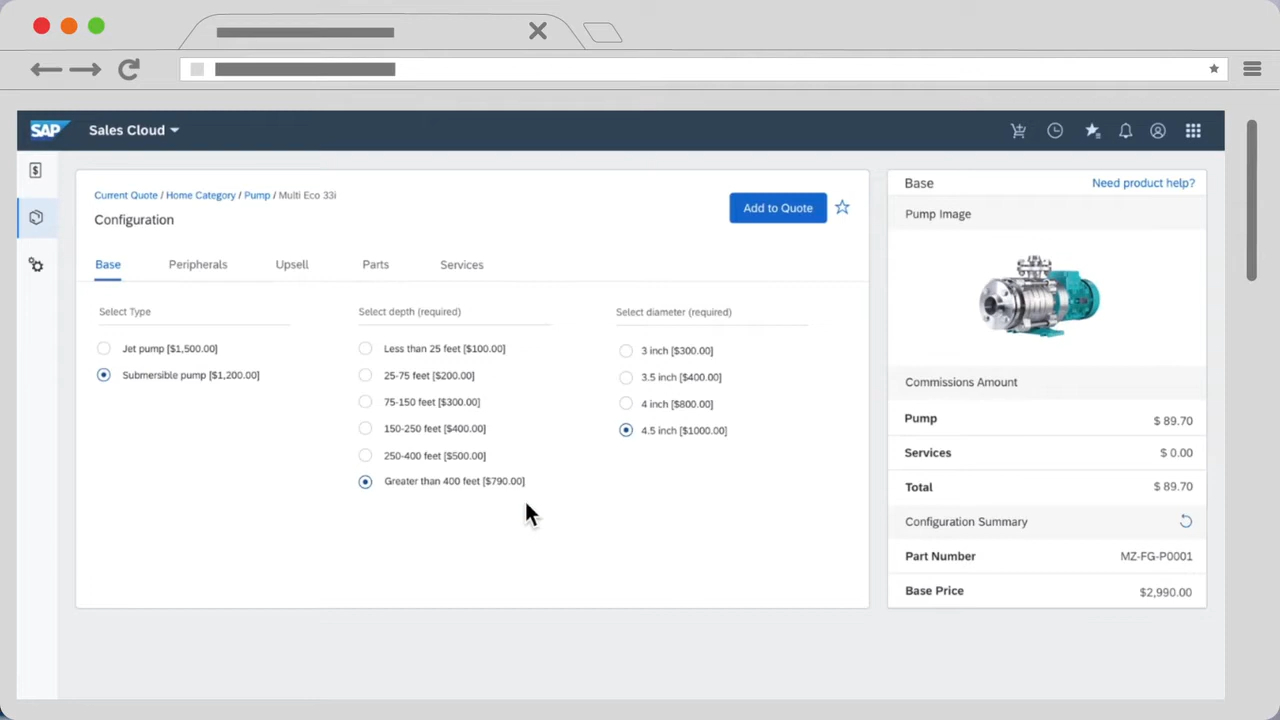 SAP Sales Cloud
Current Quote / Home Category / Pump / Multi Eco 33i
Configuration
Add to Quote
Base Peripherals Upsell Parts Services
Select Type
Jet pump [$1,500.00]
Submersible pump [$1,200.00]
Select depth (required)
Less than 25 feet [$100.00]
25-75 feet [$200.00]
75-150 feet [$300.00]
150-250 feet [$400.00]
250-400 feet [$500.00]
Greater than 400 feet [$790.00]
Select diameter (required)
3 inch [$300.00]
3.5 inch [$400.00]
4 inch [$800.00]
4.5 inch [$1000.00]
Base Need product help?
Pump Image
Commissions Amount
Pump $ 89.70
Services $ 0.00
Total $ 89.70
Configuration Summary
Part Number MZ-FG-P0001
Base Price $2,990.00